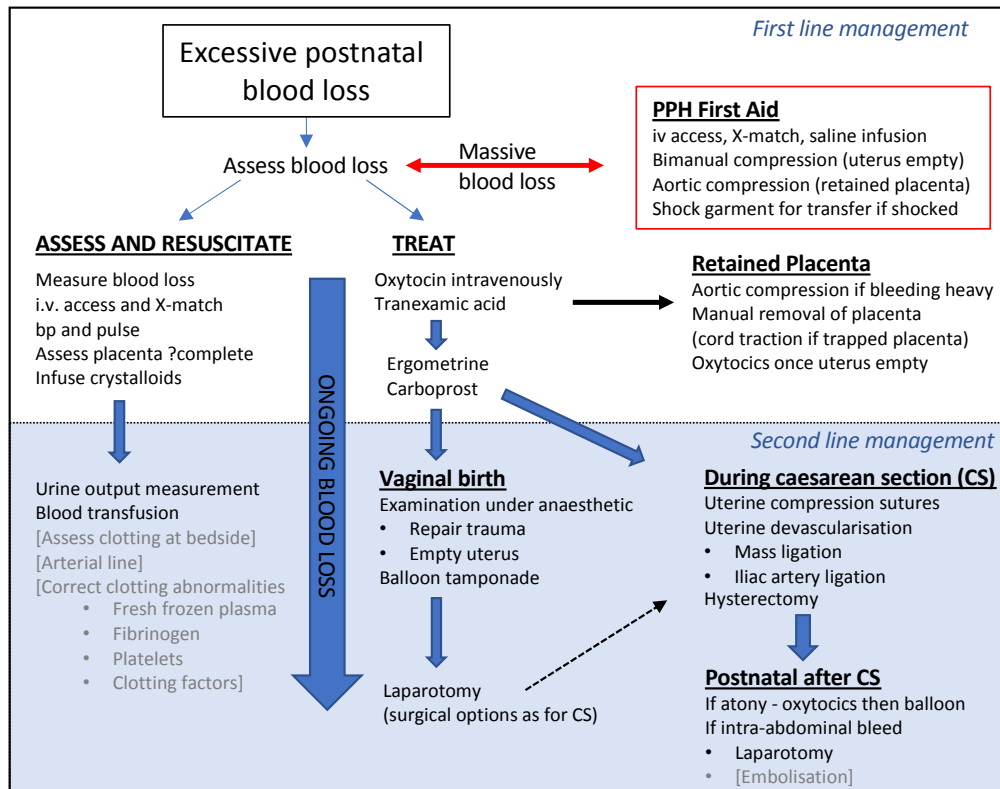 First line management
Excessive postnatal
blood loss
PPH First Aid
iv access, X-match, saline infusion
Bimanual compression (uterus empty)
Aortic compression (retained placenta)
Shock garment for transfer if shocked
Assess blood loss
Massive
blood loss
ASSESS AND RESUSCITATE
Measure blood loss
i.v. access and X-match
bp and pulse
Assess placenta ?complete
Infuse crystalloids
TREAT
Oxytocin intravenously
Tranexamic acid
Ergometrine
Carboprost
Retained Placenta
Aortic compression if bleeding heavy
Manual removal of placenta
(cord traction if trapped placenta)
Oxytocics once uterus empty
ONGOING BLOOD LOSS
Second line management
Urine output measurement
Blood transfusion
[Assess clotting at bedside]
[Arterial line]
[Correct clotting abnormalities
• Fresh frozen plasma
• Fibrinogen
• Platelets
• Clotting factors]
Vaginal birth
Examination under anaesthetic
• Repair trauma
• Empty uterus
Balloon tamponade
Laparotomy
(surgical options as for CS)
During caesarean section (CS)
Uterine compression sutures
Uterine devascularisation
• Mass ligation
• Iliac artery ligation
Hysterectomy
Postnatal after CS
If atony - oxytocics then balloon
If intra-abdominal bleed
• Laparotomy
• [Embolisation]